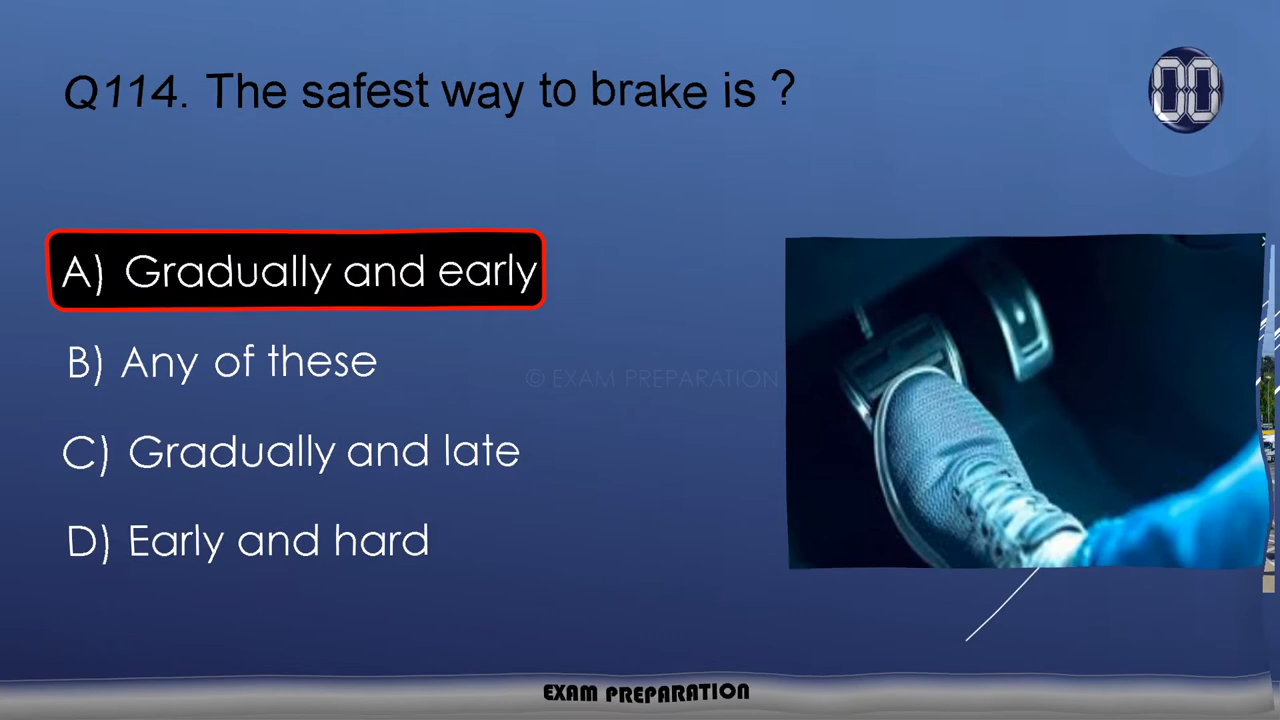 Q114. The safest way to brake is ?
00
A) Gradually and early
B) Any of these
© EXAM PREPARATION
C) Gradually and late
D) Early and hard
EXAM PREPARATION